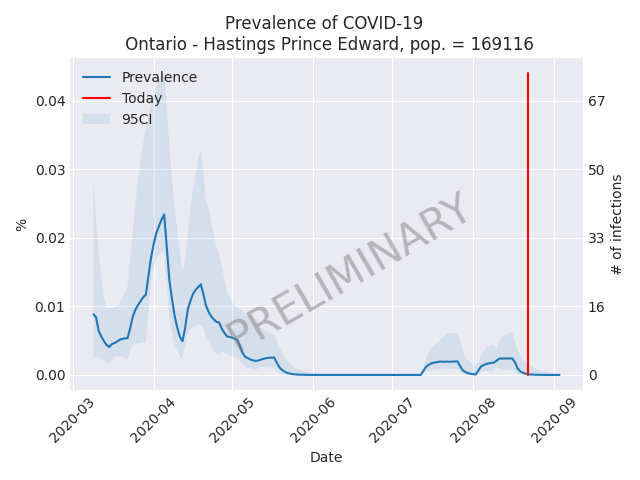 Prevalence of COVID-19
Ontario - Hastings Prince Edward, pop. = 169116
Prevalence
Today
95CI
0.04
0.03
0.02
0.01
0.00
%
67
50
33
16
0
# of infections
PRELIMINARY
2020-03
2020-04
2020-05
2020-06
2020-07
2020-08
2020-09
Date